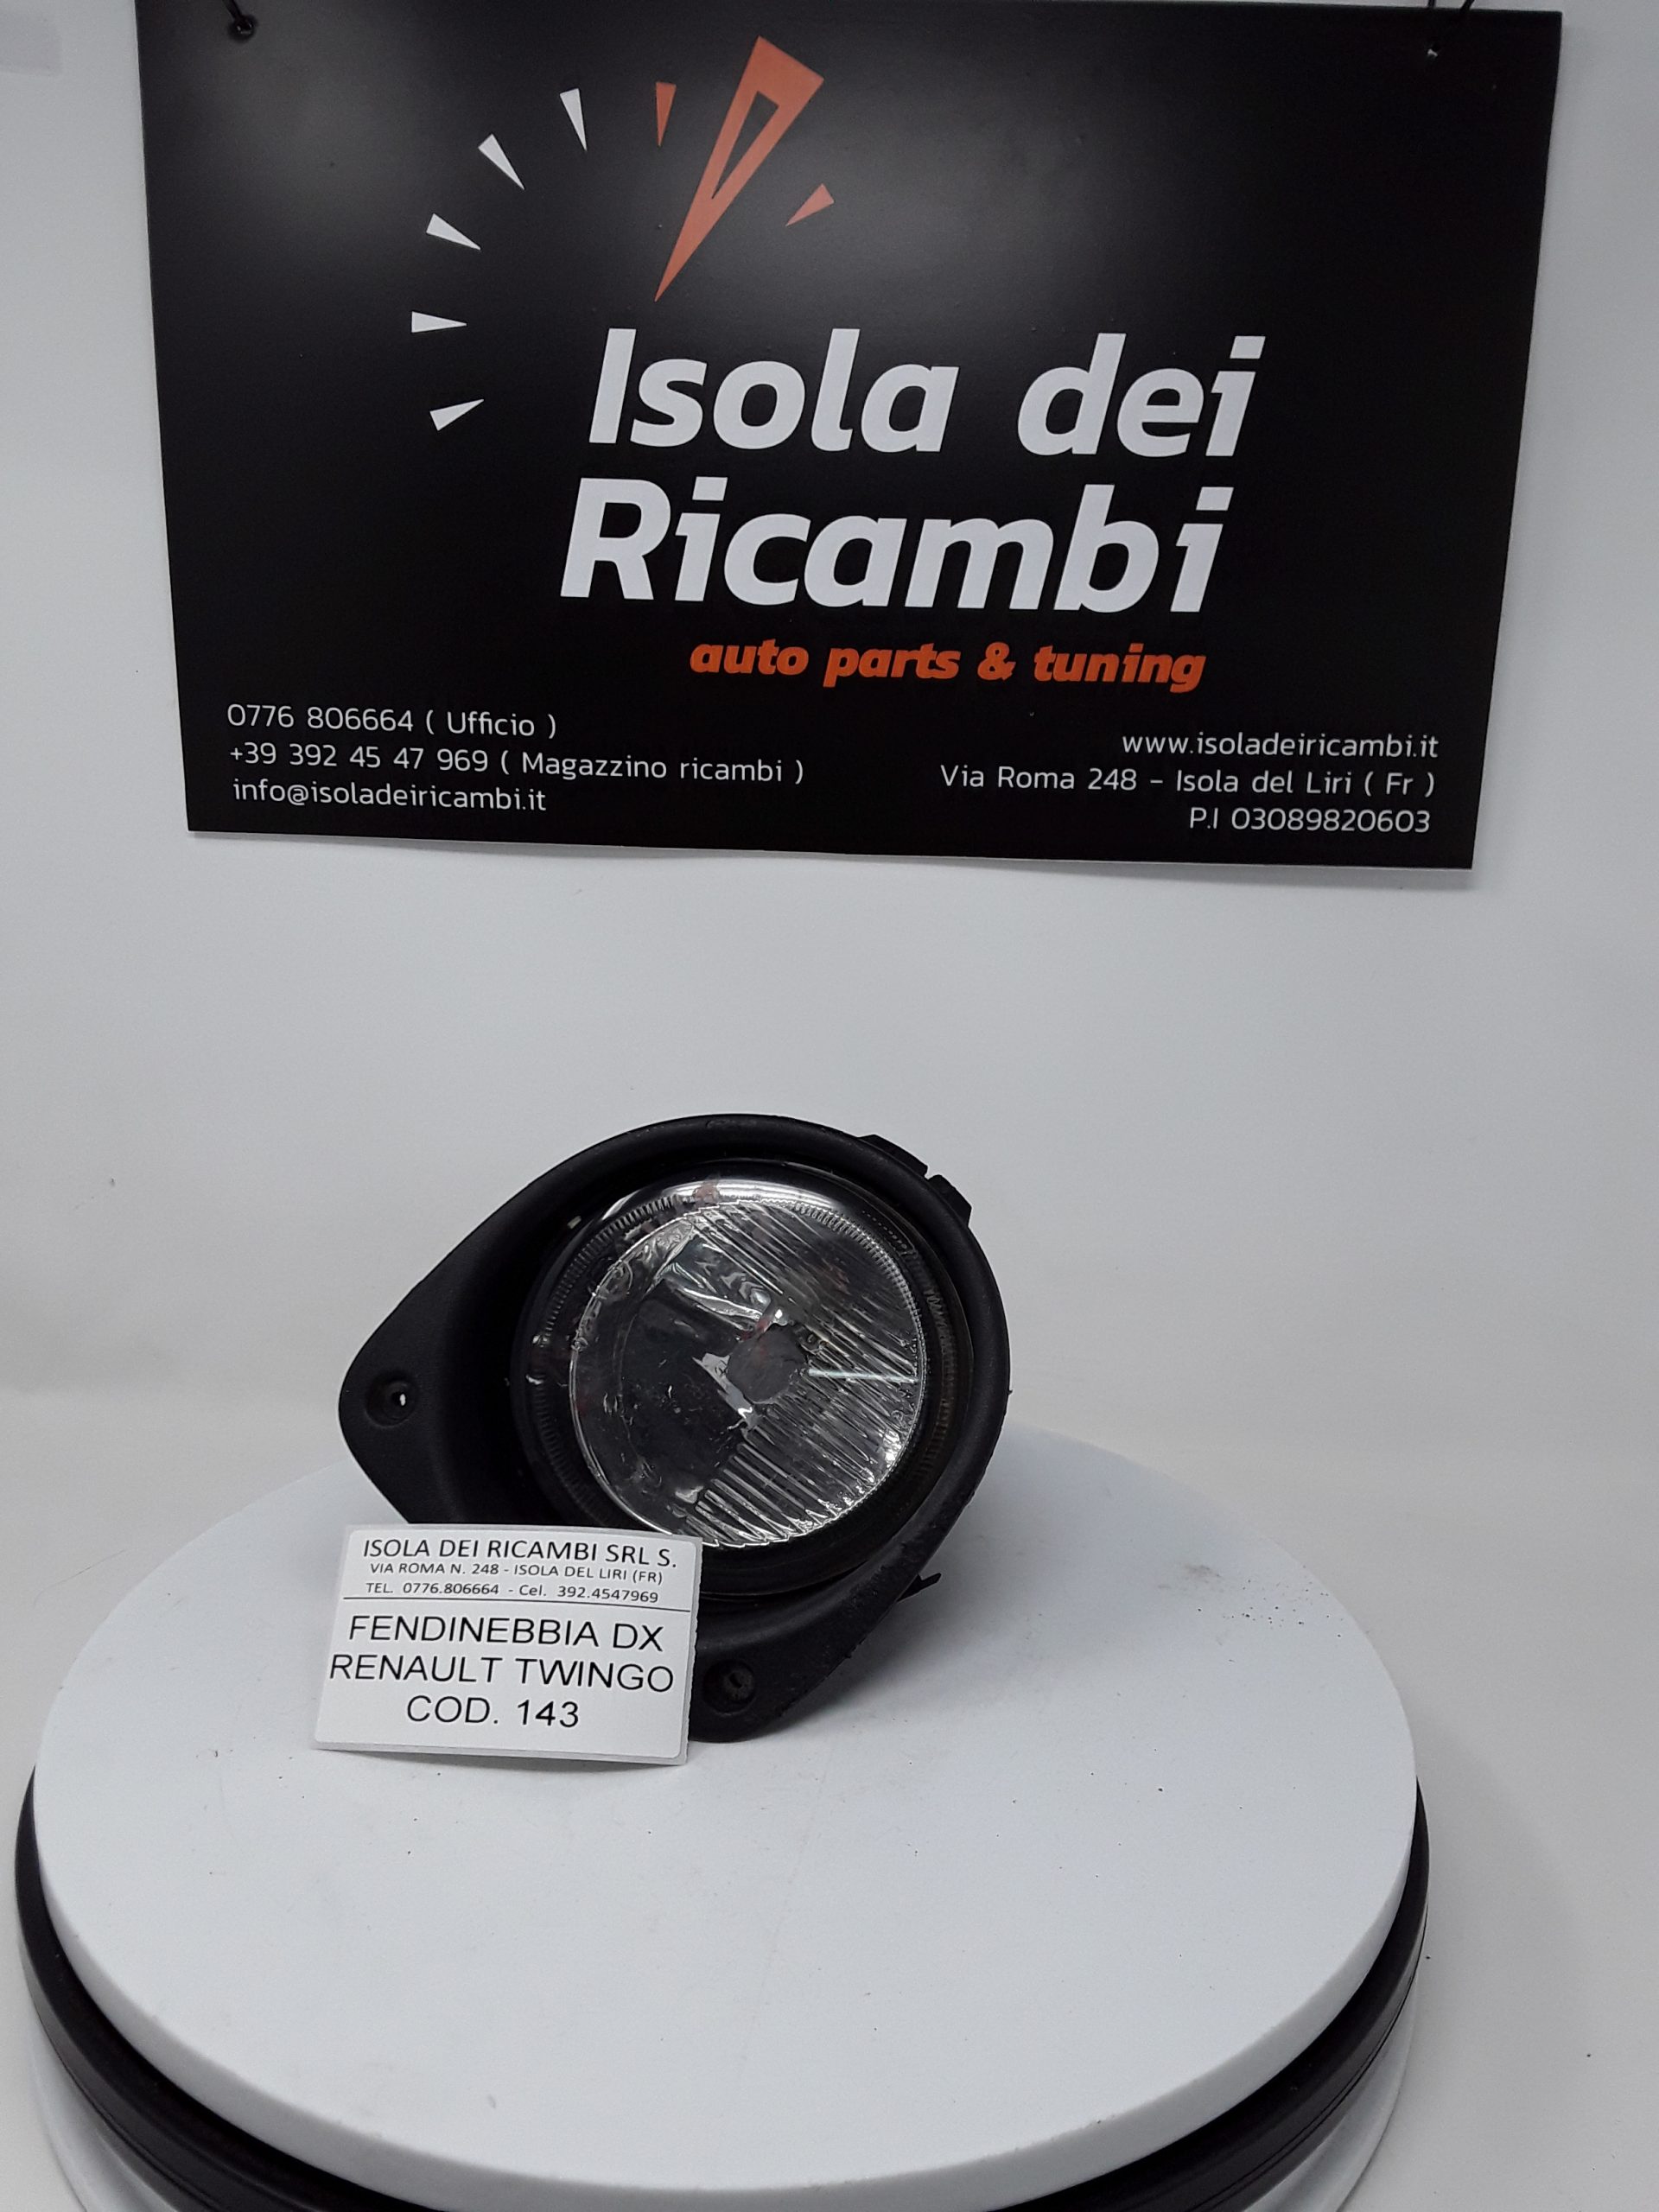 Isola dei
Ricambi
auto parts & tuning
0776 806664 ( Ufficio )
+39 392 45 47 969 ( Magazzino ricambi )
info@isoladeiricambi.it
www.isoladeiricambi.it
Via Roma 248 - Isola del Liri ( Fr )
P.I 03089820603
ISOLA DEI RICAMBI SRL S.
VIA ROMA N. 248 - ISOLA DEL LIRI (FR)
TEL. 0776.806664 - Cel. 392.4547969
FENDINEBBIA DX
RENAULT TWINGO
COD. 143